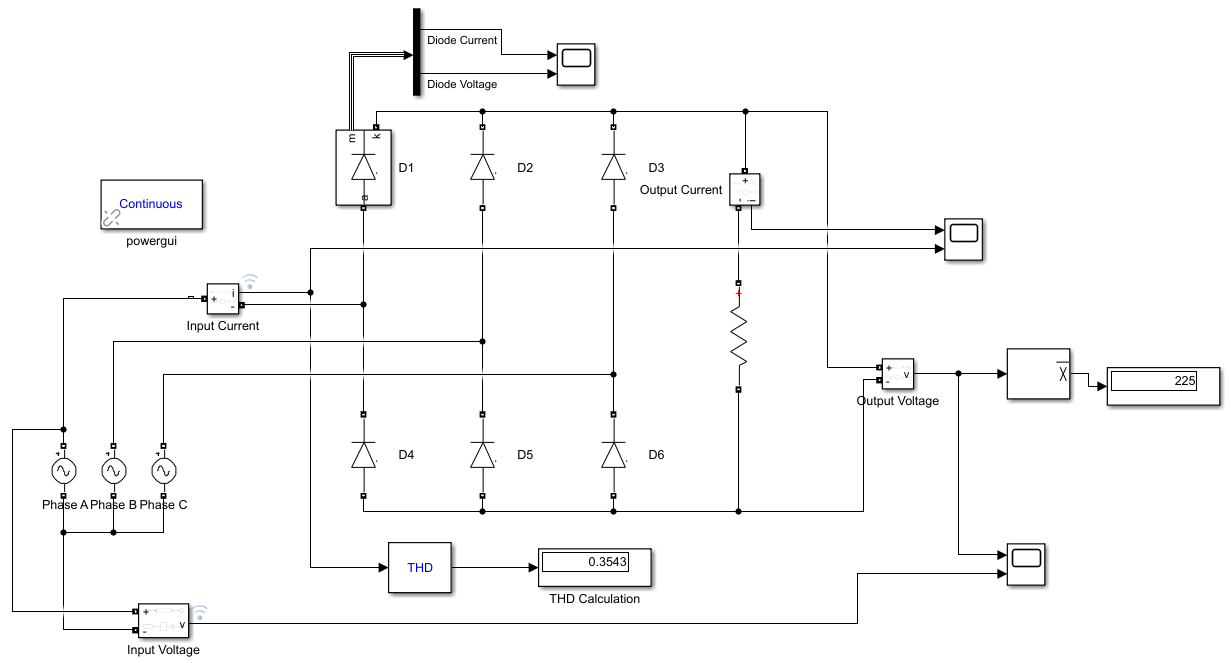 Diode Current
Diode Voltage
m
k
a
D1
D2
D3
Output Current
+
-
i
Continuous
powergui
i
+
-
Input Current
+
+
-
v
Output Voltage
X
225
D4
D5
D6
+
+
+
Phase A
Phase B
Phase C
THD
0.3543
THD Calculation
+
-
v
Input Voltage